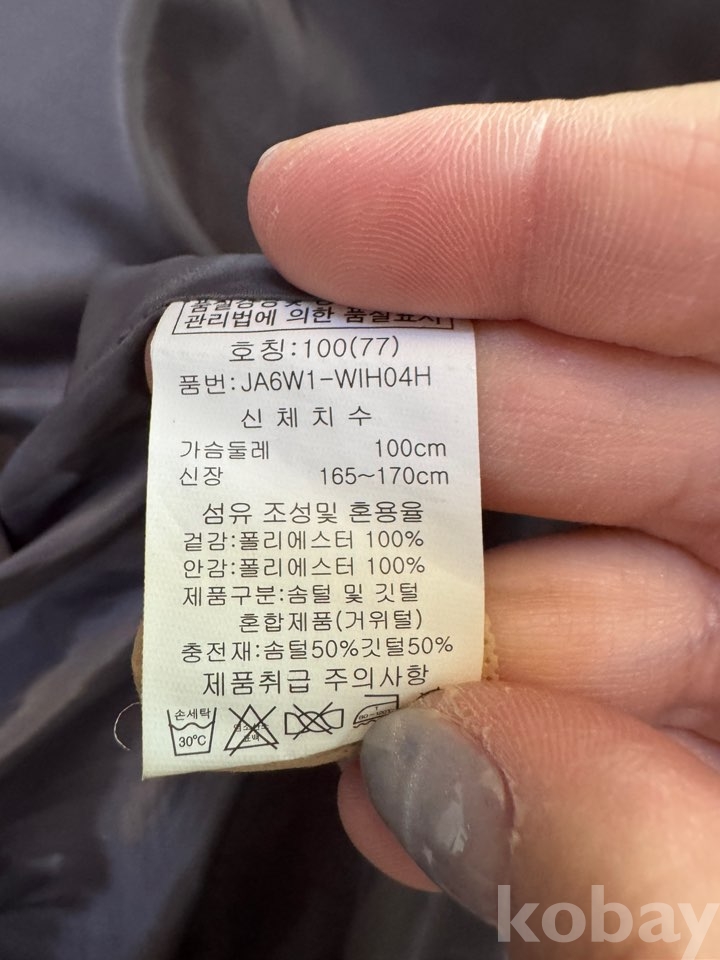 관리법에 의한 품질표시
호칭:100(77)
품번:JA6W1-WIH04H
신 체 치 수
가슴둘레 100cm
신장 165~170cm
섬유 조성및 혼용율
겉감:폴리에스터 100%
안감:폴리에스터 100%
제품구분:솜털 및 깃털
혼합제품(거위털)
충전재:솜털50%깃털50%
제품취급 주의사항
손세탁
30℃
kobay